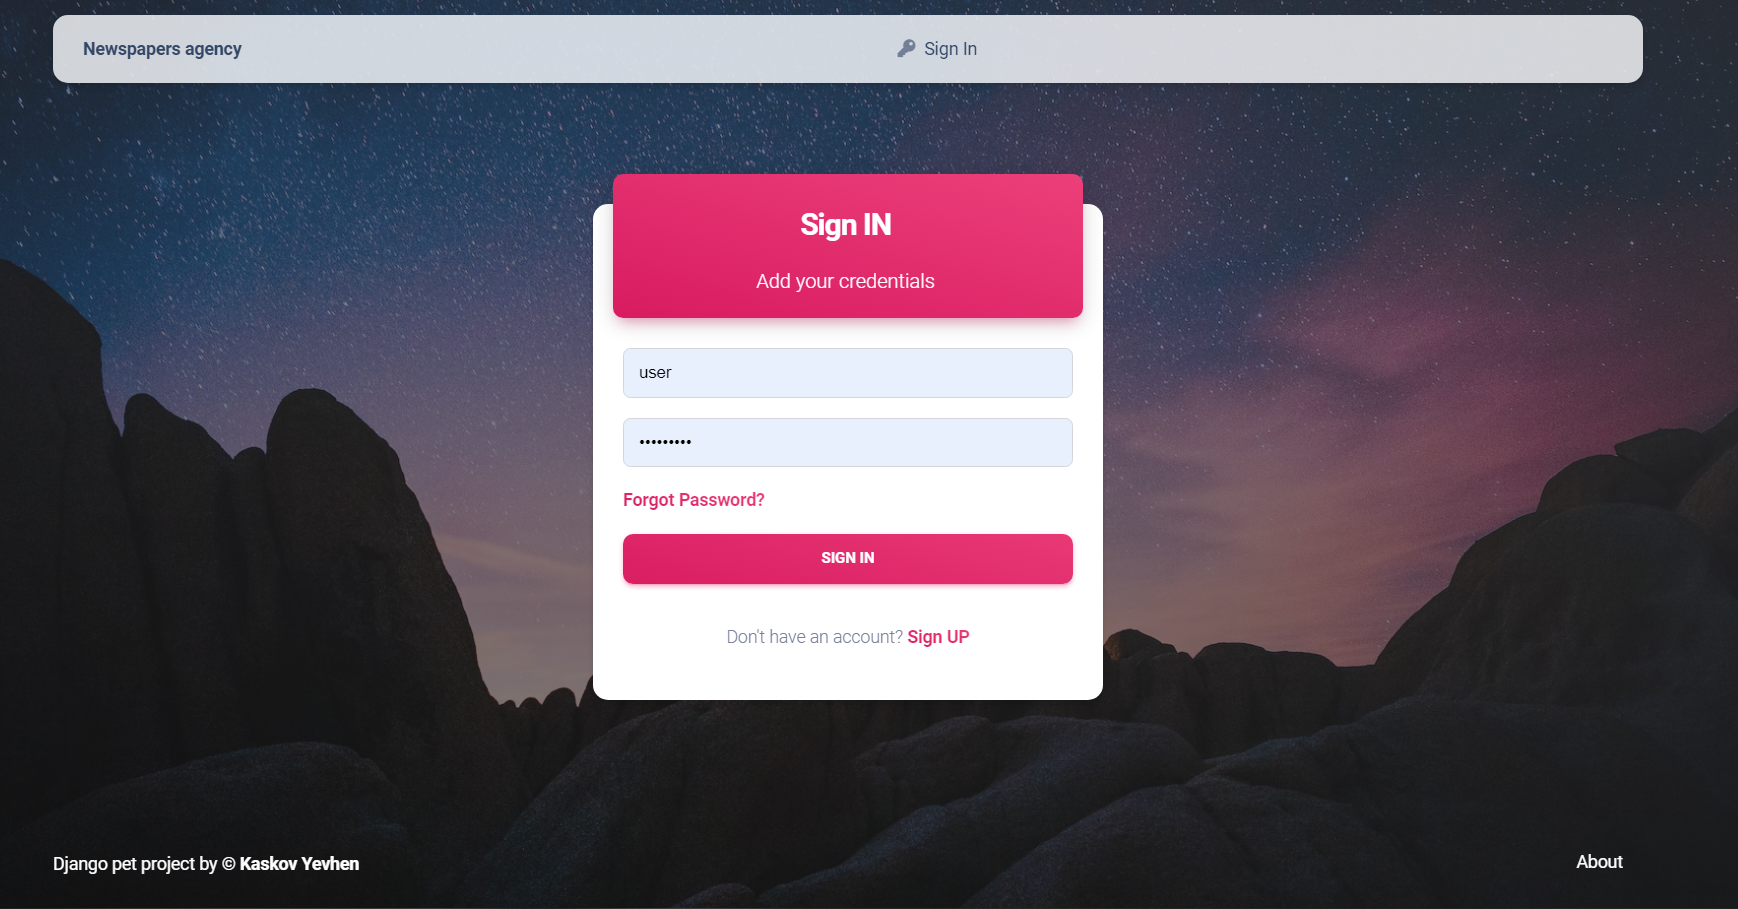 Newspapers agency
Sign In
Sign IN
Add your credentials
user
•••••••••
Forgot Password?
SIGN IN
Don't have an account? Sign UP
Django pet project by © Kaskov Yevhen
About